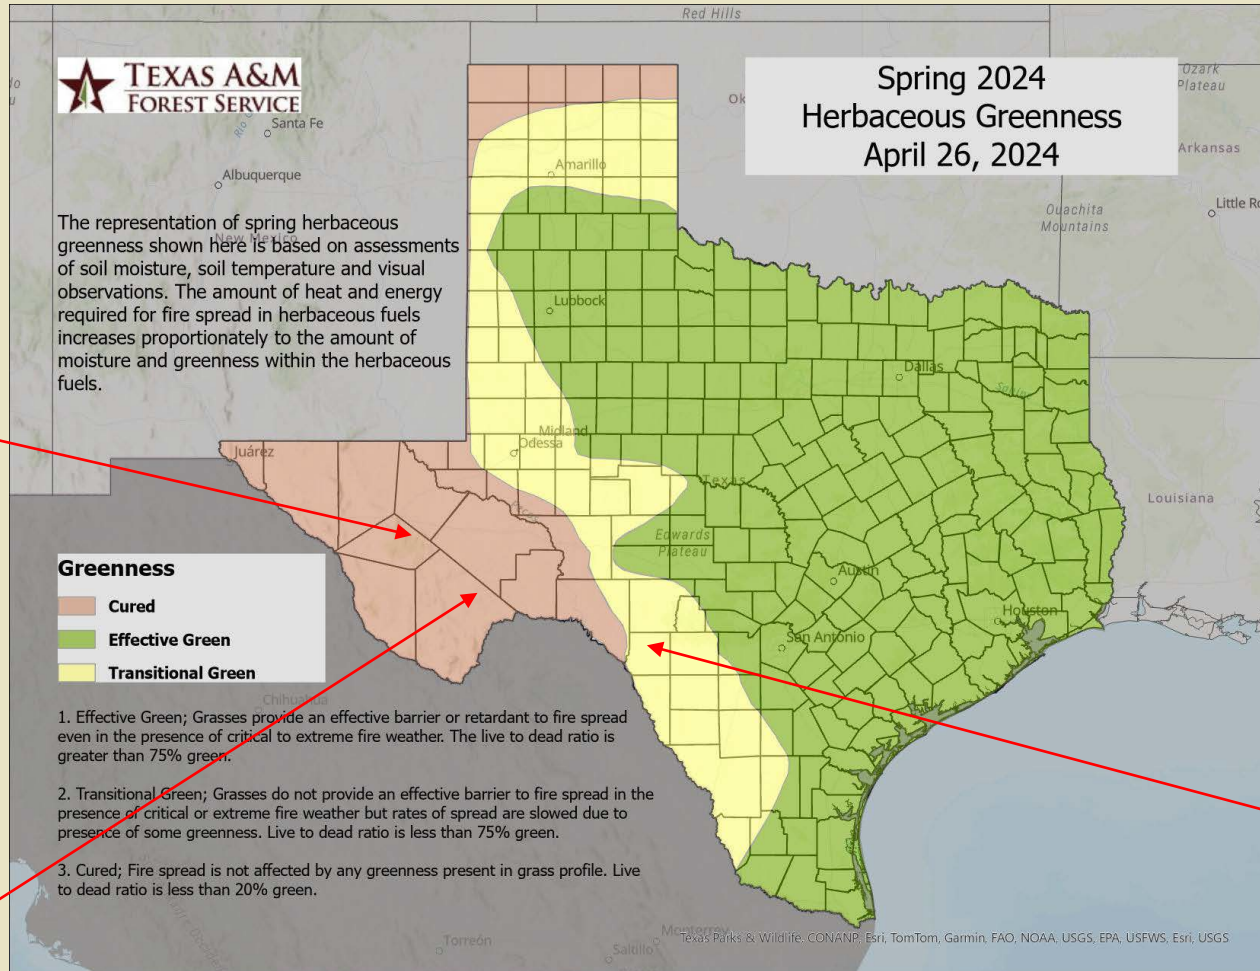 Red Hills
TEXAS A&M
FOREST SERVICE
Spring 2024
Herbaceous Greenness
April 26, 2024
Ozark
Plateau
Ok
Santa Fe
Amarillo
Arkansas
Albuquerque
Little Ro
Ouachita
Mountains
New Mexico
The representation of spring herbaceous
greenness shown here is based on assessments
of soil moisture, soil temperature and visual
observations. The amount of heat and energy
required for fire spread in herbaceous fuels
increases proportionately to the amount of
moisture and greenness within the herbaceous
fuels.
Lubbock
Dallas
Midland
Odessa
Juárez
Texas
Louisiana
Edwards
Plateau
Austin
Houston
San Antonio
Greenness
Cured
Effective Green
Transitional Green
Chihuahua
1. Effective Green; Grasses provide an effective barrier or retardant to fire spread
even in the presence of critical to extreme fire weather. The live to dead ratio is
greater than 75% green.
2. Transitional Green; Grasses do not provide an effective barrier to fire spread in the
presence of critical or extreme fire weather but rates of spread are slowed due to
presence of some greenness. Live to dead ratio is less than 75% green.
3. Cured; Fire spread is not affected by any greenness present in grass profile. Live
to dead ratio is less than 20% green.
Torreón
Monterrey
Saltillo
Texas Parks & Wildlife, CONANP, Esri, TomTom, Garmin, FAO, NOAA, USGS, EPA, USFWS, Esri, USGS